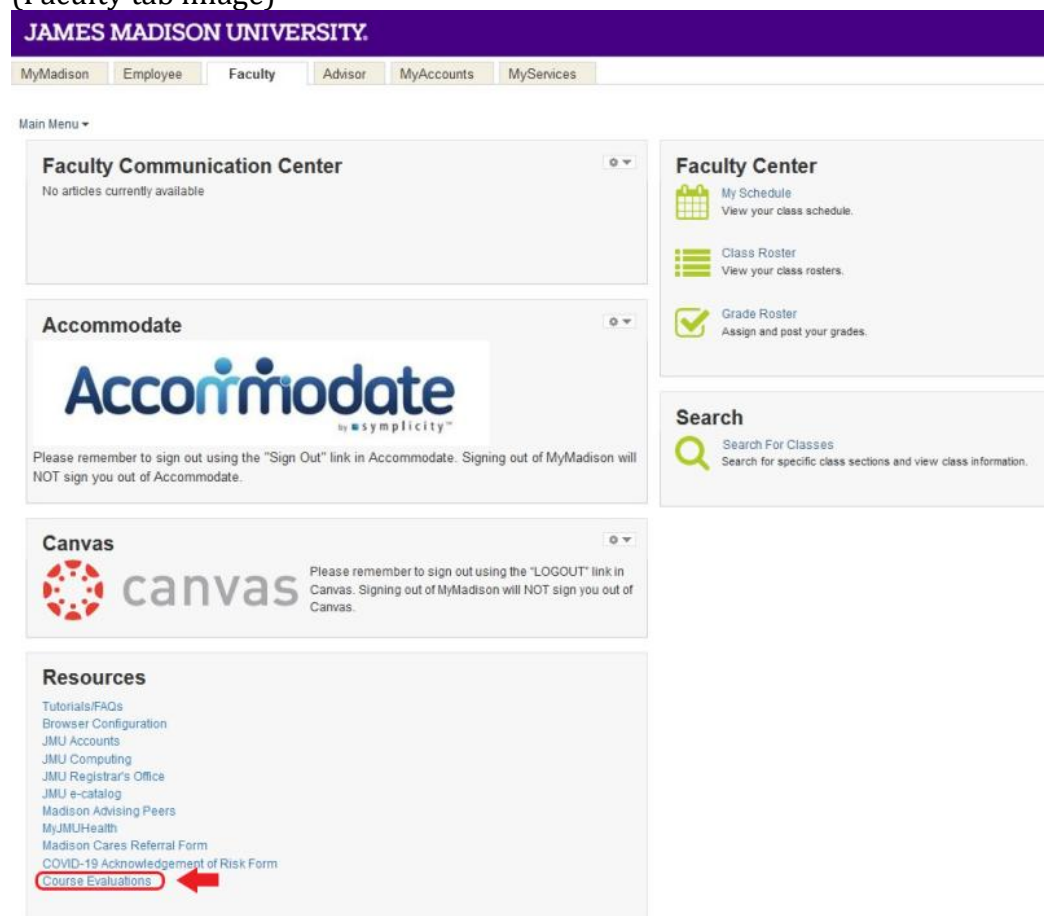 (Faculty tab image)
JAMES MADISON UNIVERSITY.
MyMadison Employee Faculty Advisor MyAccounts MyServices
Main Menu
Faculty Communication Center
No articles currently available
Accommodate
Accommodate
by symplicity™
Please remember to sign out using the "Sign Out" link in Accommodate. Signing out of MyMadison will
NOT sign you out of Accommodate.
Canvas
canvas
Please remember to sign out using the "LOGOUT" link in
Canvas. Signing out of MyMadison will NOT sign you out of
Canvas.
Resources
Tutorials/FAQs
Browser Configuration
JMU Accounts
JMU Computing
JMU Registrar's Office
JMU e-catalog
Madison Advising Peers
MyJMUHealth
Madison Cares Referral Form
COVID-19 Acknowledgement of Risk Form
Course Evaluations
Faculty Center
My Schedule
View your class schedule.
Class Roster
View your class rosters.
Grade Roster
Assign and post your grades.
Search
Search For Classes
Search for specific class sections and view class information.